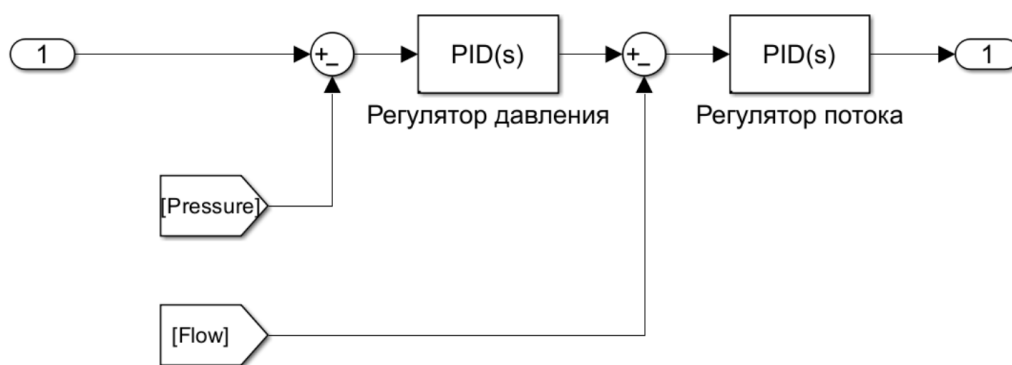 1
+
−
PID(s)
+
−
PID(s)
1
Регулятор давления
Регулятор потока
[Pressure]
[Flow]